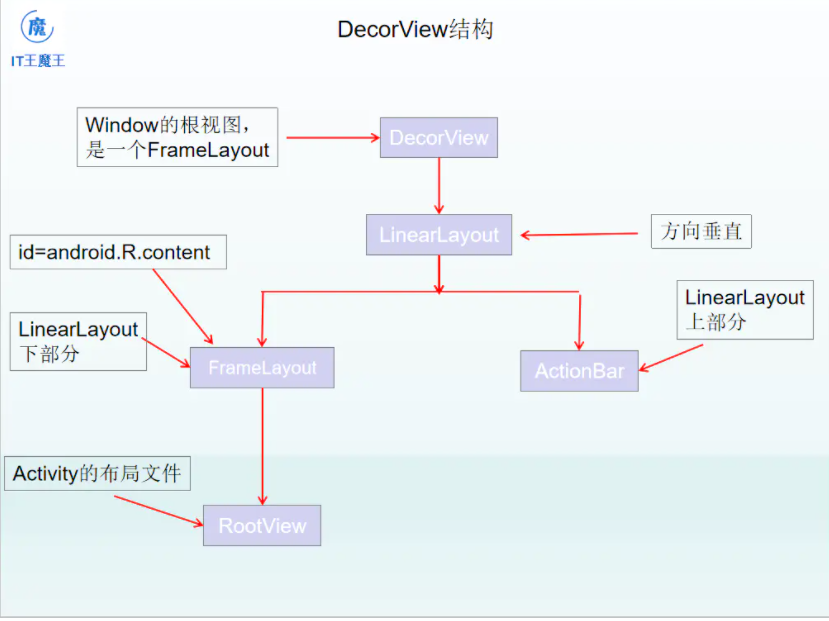 魔
IT王魔王
DecorView结构
Window的根视图，
是一个FrameLayout
DecorView
LinearLayout
方向垂直
id=android.R.content
LinearLayout
上部分
LinearLayout
下部分
FrameLayout
ActionBar
Activity的布局文件
RootView